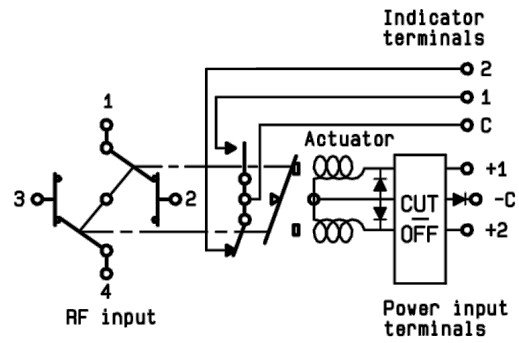 Indicator
terminals
2
1
C
1
Actuator
+1
3
2
CUT
-C
OFF
+2
4
RF input
Power input
terminals